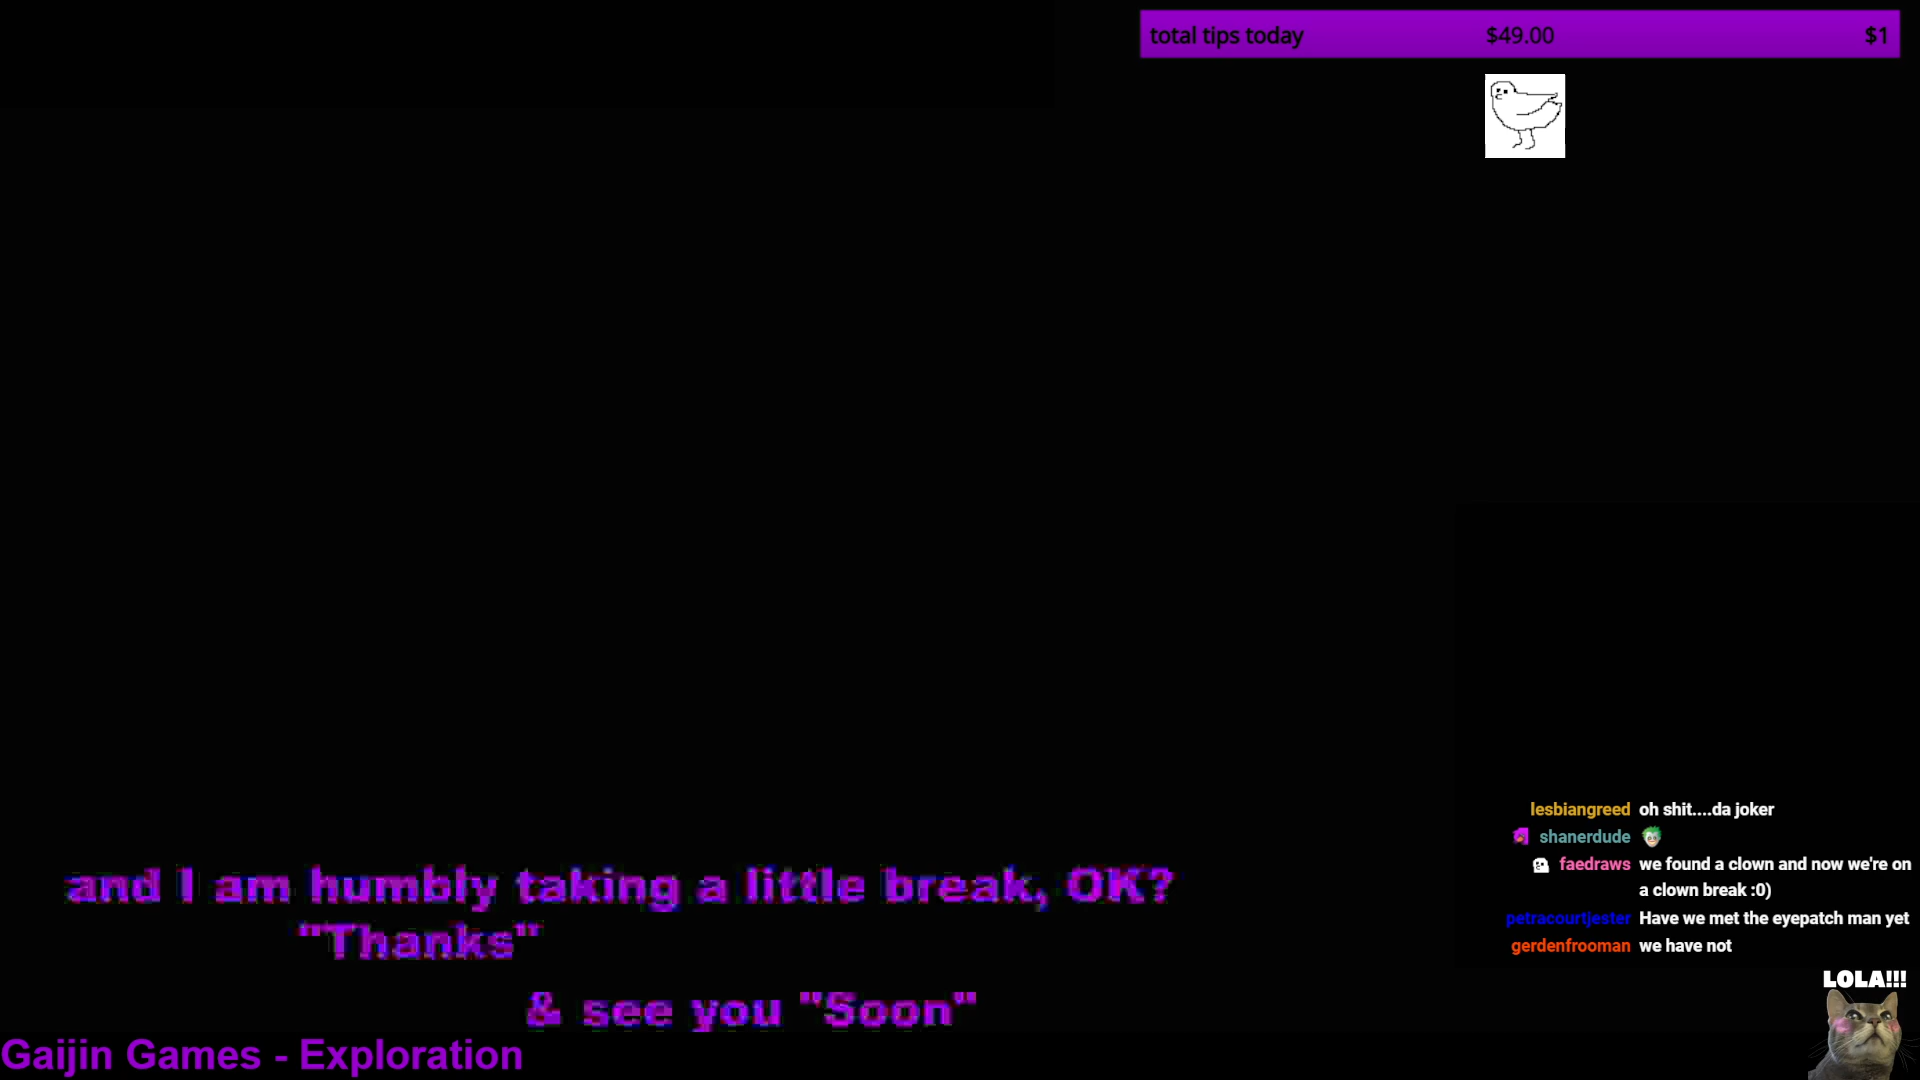 total tips today $49.00 $1
lesbiangreed oh shit....da joker
shanerdude
faedraws we found a clown and now we're on
a clown break :0)
petracourtjester Have we met the eyepatch man yet
gerdenfrooman we have not
and I am humbly taking a little break, OK?
"Thanks"
& see you "Soon"
LOLA!!!
Gaijin Games - Exploration